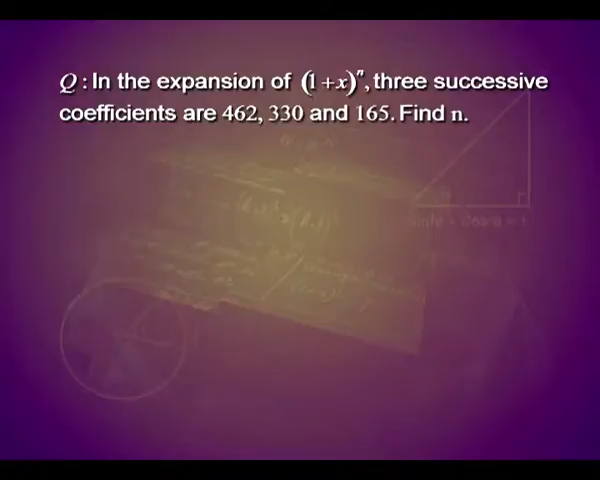 Q : In the expansion of (1 + x)ⁿ, three successive
coefficients are 462, 330 and 165. Find n.